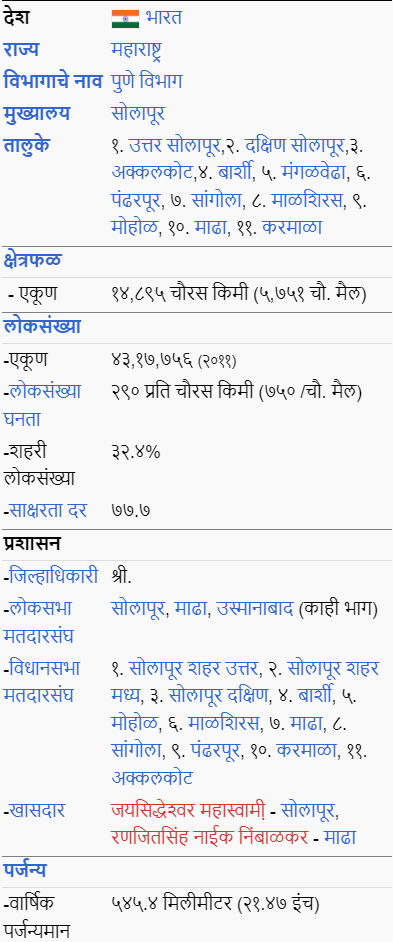 देश भारत
राज्य महाराष्ट्र
विभागाचे नाव पुणे विभाग
मुख्यालय सोलापूर
तालुके १. उत्तर सोलापूर,२. दक्षिण सोलापूर,३.
अक्कलकोट,४. बार्शी, ५. मंगळवेढा, ६.
पंढरपूर, ७. सांगोला, ८. माळशिरस, ९.
मोहोळ, १०. माढा, ११. करमाळा
क्षेत्रफळ
- एकूण १४,८९५ चौरस किमी (५,७५१ चौ. मैल)
लोकसंख्या
-एकूण ४३,१७,७५६ (२०११)
-लोकसंख्या २९० प्रति चौरस किमी (७५० /चौ. मैल)
घनता
-शहरी ३२.४%
लोकसंख्या
-साक्षरता दर ७७.७
प्रशासन
-जिल्हाधिकारी श्री.
-लोकसभा सोलापूर, माढा, उस्मानाबाद (काही भाग)
मतदारसंघ
-विधानसभा १. सोलापूर शहर उत्तर, २. सोलापूर शहर
मतदारसंघ मध्य, ३. सोलापूर दक्षिण, ४. बार्शी, ५.
मोहोळ, ६. माळशिरस, ७. माढा, ८.
सांगोला, ९. पंढरपूर, १०. करमाळा, ११.
अक्कलकोट
-खासदार जयसिद्धेश्वर महास्वामी़ - सोलापूर,
रणजितसिंह नाईक निंबाळकर - माढा
पर्जन्य
-वार्षिक ५४५.४ मिलीमीटर (२१.४७ इंच)
पर्जन्यमान